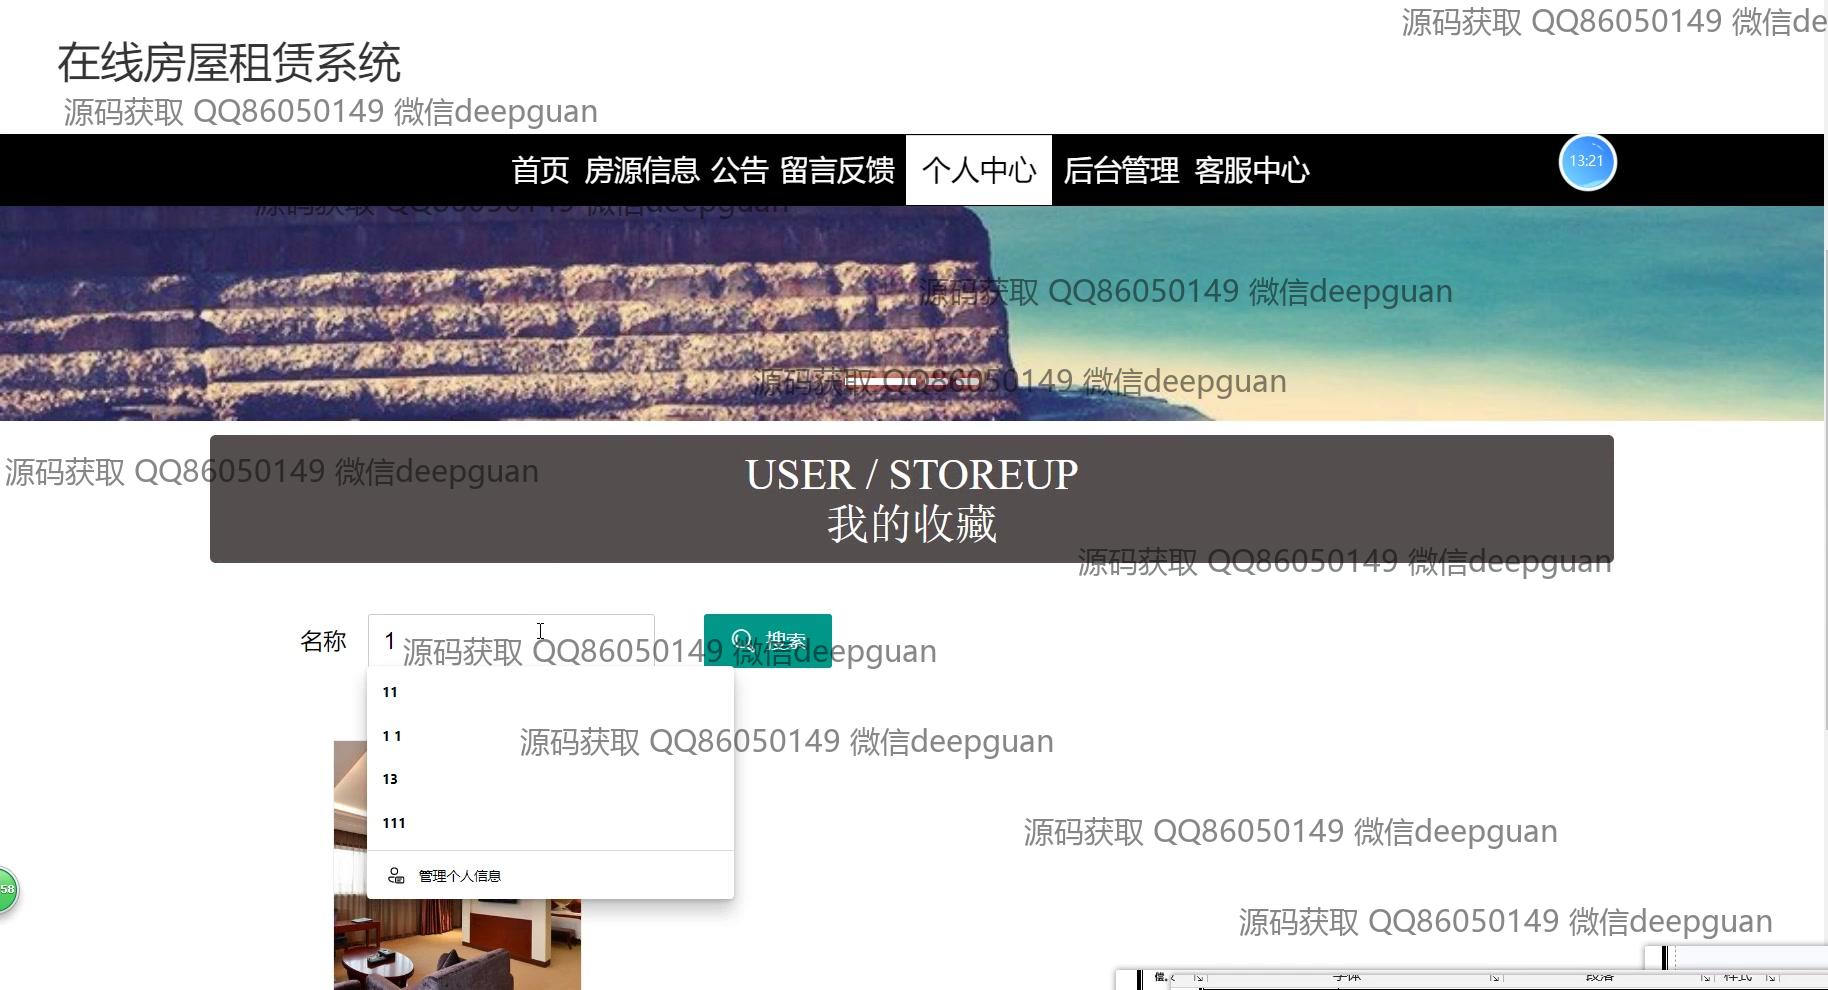 源码获取 QQ86050149 微信de
在线房屋租赁系统
源码获取 QQ86050149 微信deepguan
首页 房源信息 公告 留言反馈 个人中心 后台管理 客服中心
13:21
源码获取 QQ86050149 微信deepguan
源码获取 QQ86050149 微信deepguan
源码获取 QQ86050149 微信deepguan
源码获取 QQ86050149 微信deepguan
USER / STOREUP
我的收藏
源码获取 QQ86050149 微信deepguan
名称 1 搜索
源码获取 QQ86050149 微信deepguan
11
1 1
源码获取 QQ86050149 微信deepguan
13
111
源码获取 QQ86050149 微信deepguan
管理个人信息
58
源码获取 QQ86050149 微信deepguan
字体 段落 样式